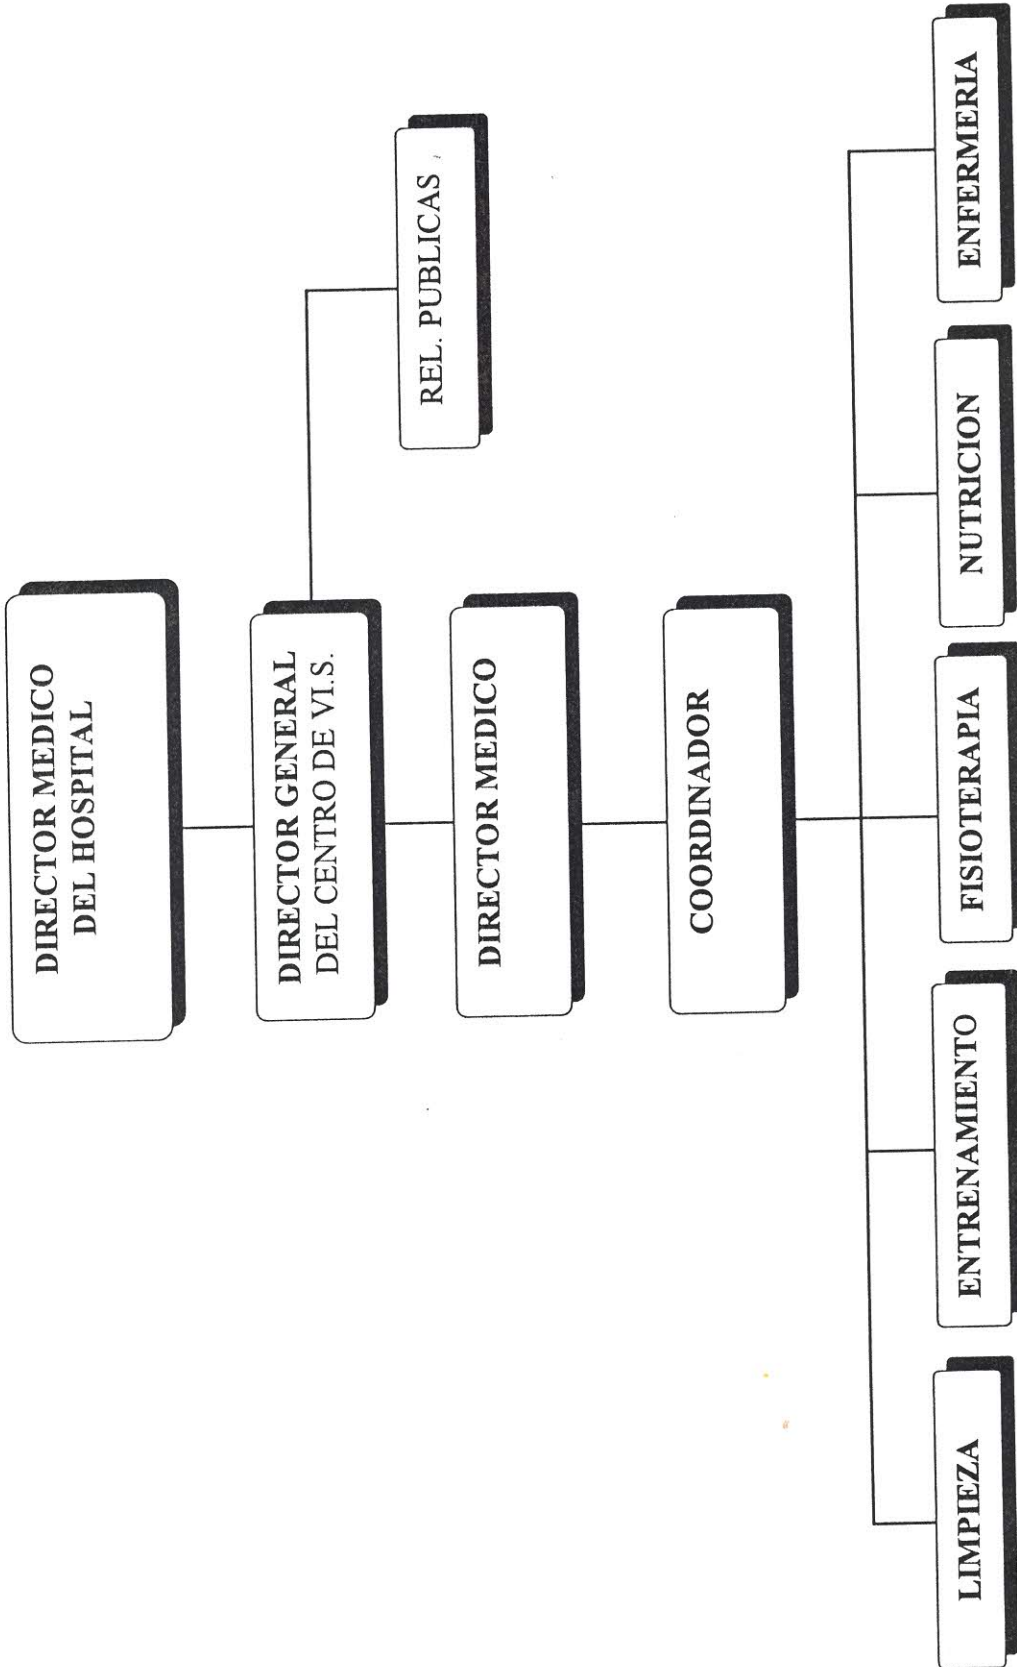 DIRECTOR MEDICO
DEL HOSPITAL
DIRECTOR GENERAL
DEL CENTRO DE VI.S.
REL. PUBLICAS
DIRECTOR MEDICO
COORDINADOR
LIMPIEZA
ENTRENAMIENTO
FISIOTERAPIA
NUTRICION
ENFERMERIA